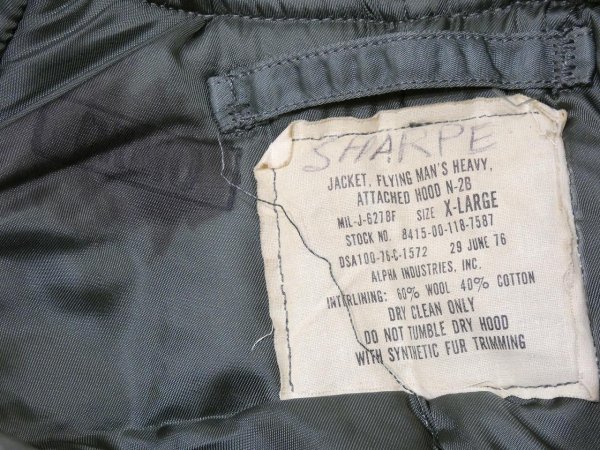 SHARPE
JACKET, FLYING MAN'S HEAVY,
ATTACHED HOOD N-2B
MIL-J-6278F SIZE X-LARGE
STOCK NO. 8415-00-118-7587
DSA100-76-C-1572 29 JUNE 76
ALPHA INDUSTRIES, INC.
INTERLINING: 60% WOOL 40% COTTON
DRY CLEAN ONLY
DO NOT TUMBLE DRY HOOD
WITH SYNTHETIC FUR TRIMMING